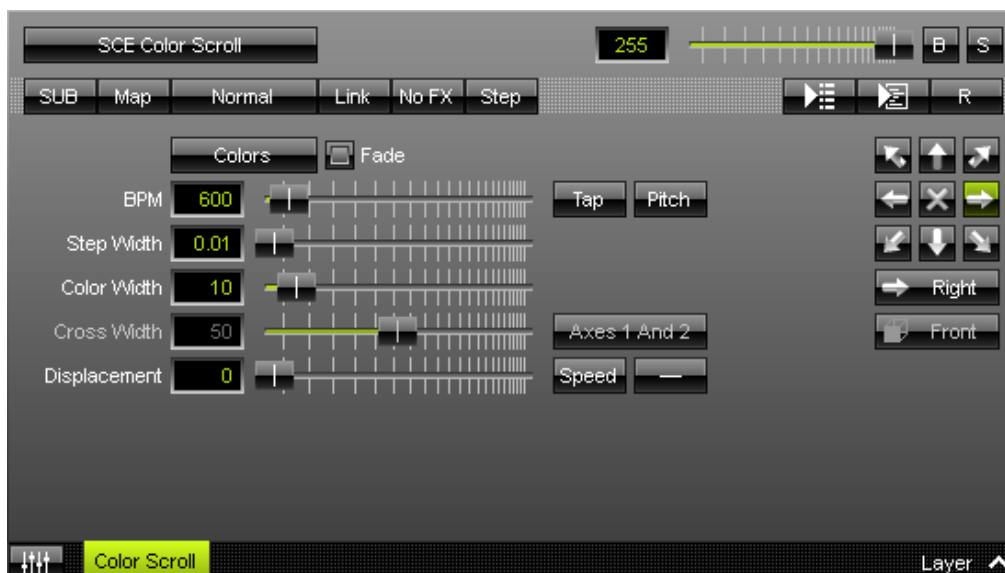 SCE Color Scroll 255 B S
SUB Map Normal Link No FX Step R
Colors Fade
BPM 600 Tap Pitch
Step Width 0.01
Color Width 10 Right
Cross Width 50 Axes 1 And 2 Front
Displacement 0 Speed —
Color Scroll Layer